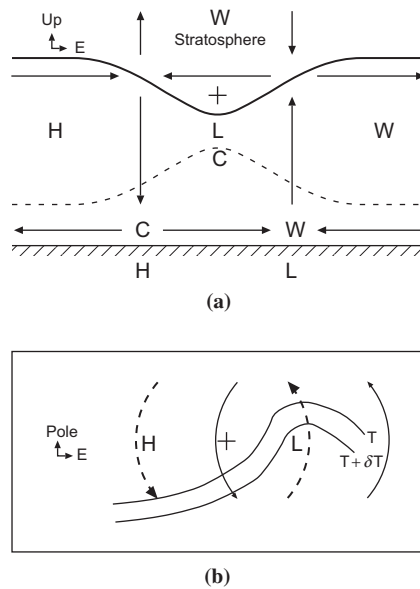 Up
E
W
Stratosphere
+
H L W
C
C W
H L
(a)
Pole
E
H + L
T
T + δT
(b)